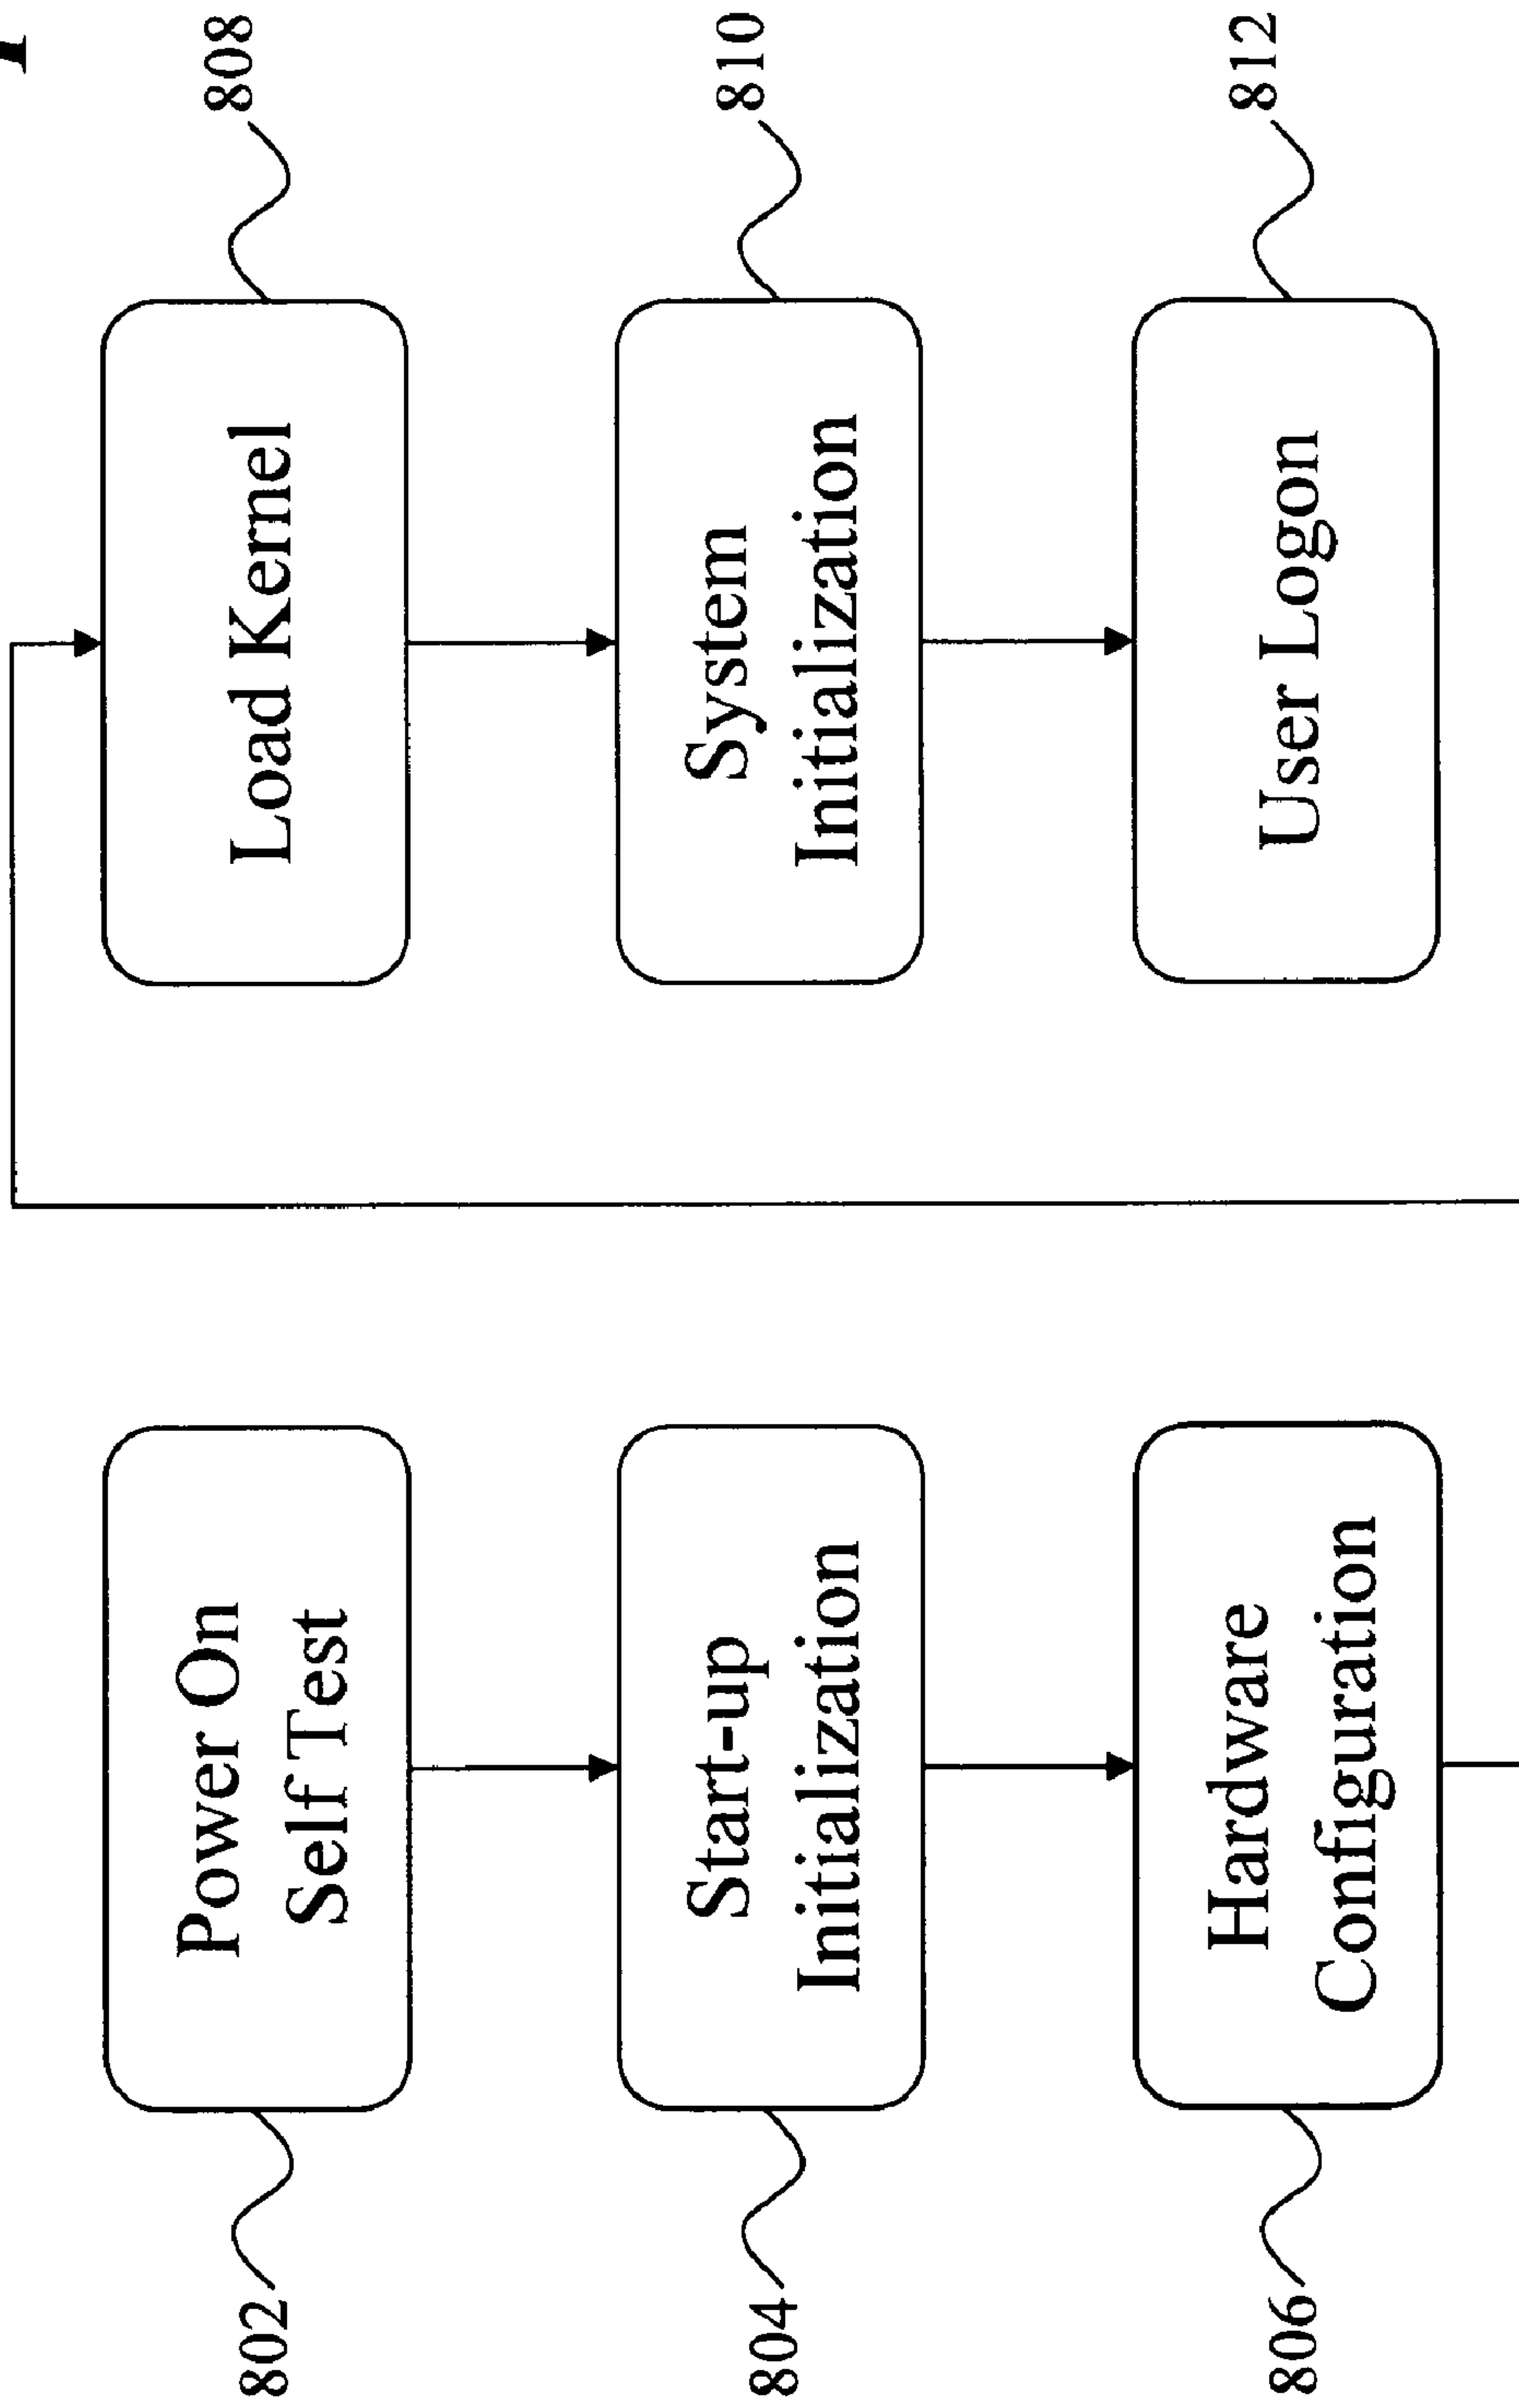 802
Power On
Self Test
804
Start-up
Initialization
806
Hardware
Configuration
Load Kernel
808
System
Initialization
810
User Logon
812